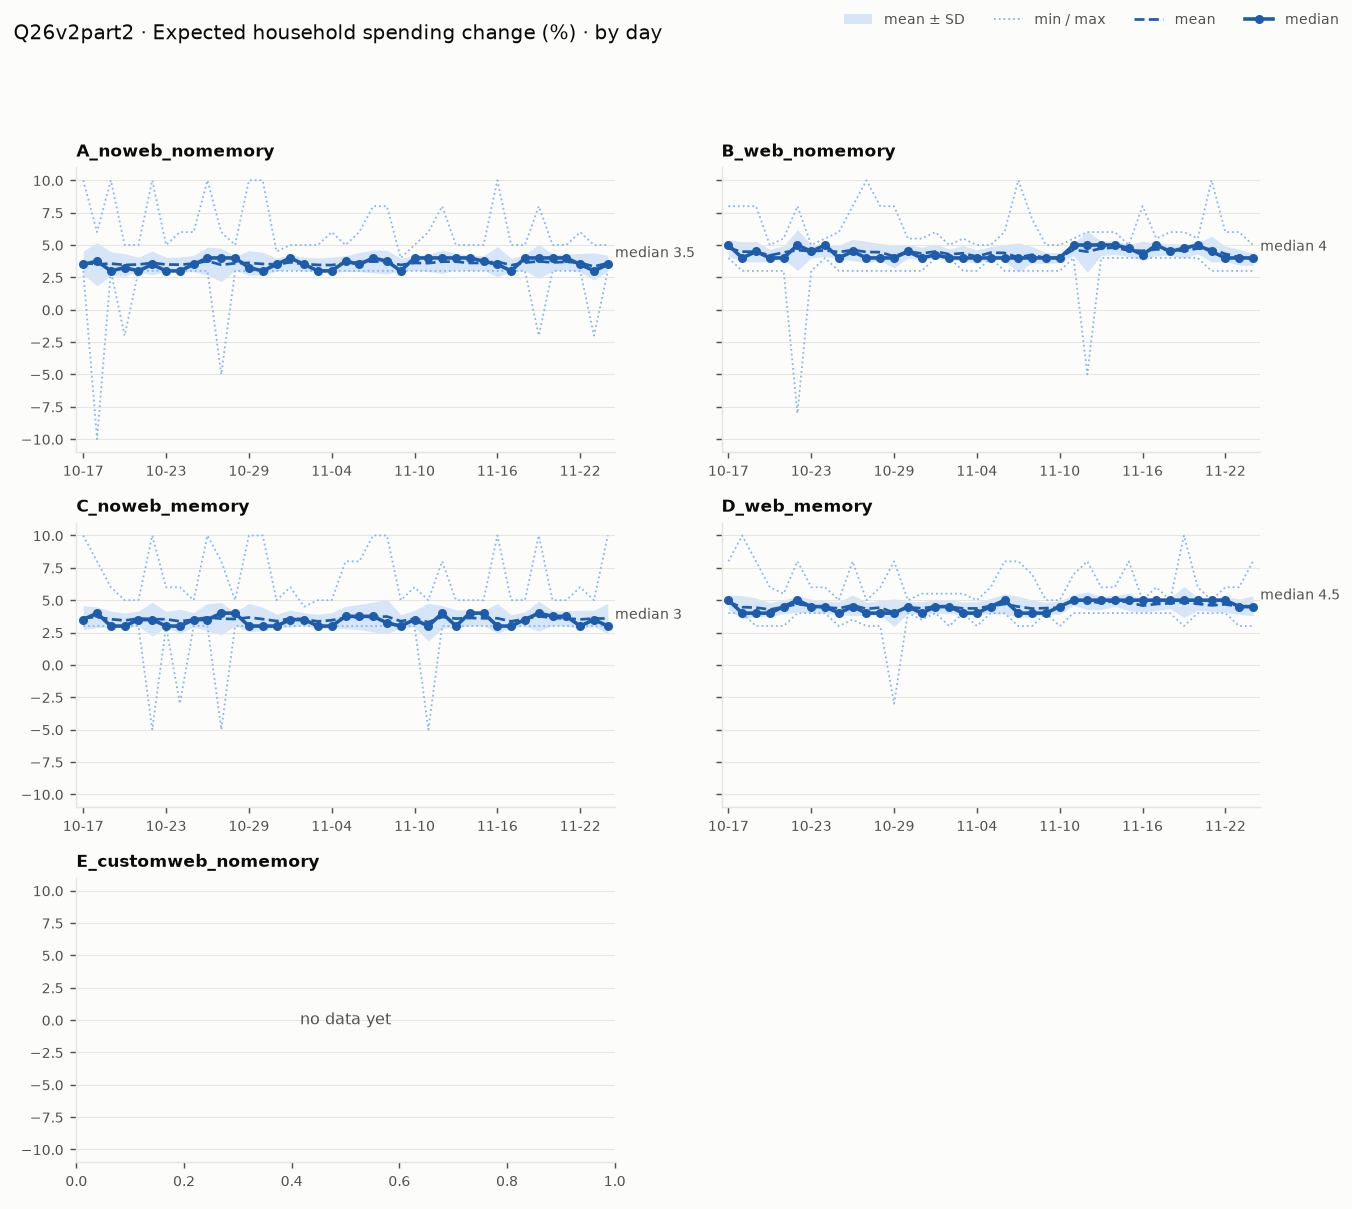 Q26v2part2 · Expected household spending change (%) · by day
mean ± SD
min / max
mean
median
A_noweb_nomemory
10.0
7.5
5.0
2.5
0.0
−2.5
−5.0
−7.5
−10.0
median 3.5
10-17 10-23 10-29 11-04 11-10 11-16 11-22
B_web_nomemory
median 4
10-17 10-23 10-29 11-04 11-10 11-16 11-22
C_noweb_memory
10.0
7.5
5.0
2.5
0.0
−2.5
−5.0
−7.5
−10.0
median 3
10-17 10-23 10-29 11-04 11-10 11-16 11-22
D_web_memory
median 4.5
10-17 10-23 10-29 11-04 11-10 11-16 11-22
E_customweb_nomemory
10.0
7.5
5.0
2.5
0.0
−2.5
−5.0
−7.5
−10.0
no data yet
0.0 0.2 0.4 0.6 0.8 1.0